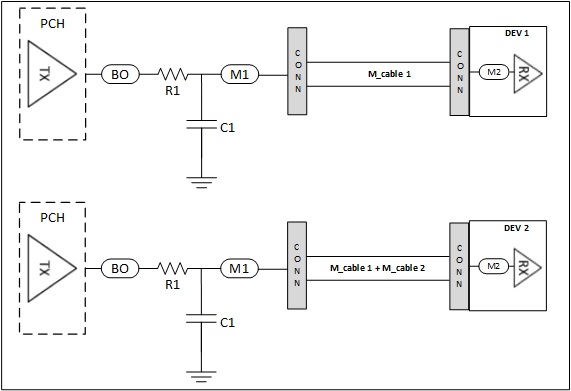 PCH
DEV 1
TX
BO
R1
C1
M1
CONN
M_cable 1
CONN
M2
RX
PCH
DEV 2
TX
BO
R1
C1
M1
CONN
M_cable 1 + M_cable 2
CONN
M2
RX